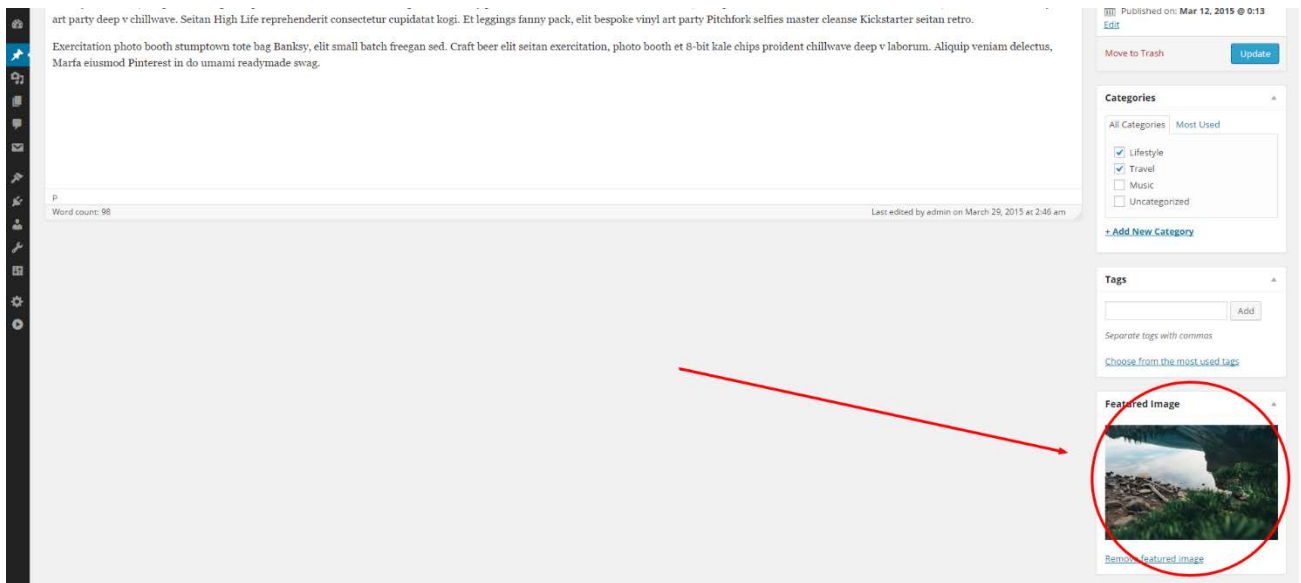 art party deep v chillwave. Seitan High Life reprehenderit consectetur cupidatat kogi. Et leggings fanny pack, elit bespoke vinyl art party Pitchfork selfies master cleanse Kickstarter seitan retro.
Exercitation photo booth stumptown tote bag Banksy, elit small batch freegan sed. Craft beer elit seitan exercitation, photo booth et 8-bit kale chips proident chillwave deep v laborum. Aliquip veniam delectus,
Marfa eiusmod Pinterest in do umami readymade swag.
p
Word count: 98
Last edited by admin on March 29, 2015 at 2:46 am
Published on: Mar 12, 2015 @ 0:13
Edit
Move to Trash
Update
Categories
All Categories
Most Used
Lifestyle
Travel
Music
Uncategorized
+ Add New Category
Tags
Add
Separate tags with commas
Choose from the most used tags
Featured Image
Remove featured image